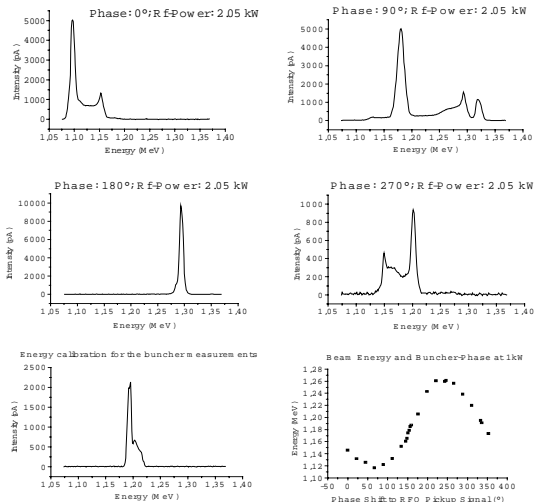 Phase: 0°; Rf-Power: 2.05 kW
Intensity (pA)
5000
4000
3000
2000
1000
0
1,05 1,10 1,15 1,20 1,25 1,30 1,35 1,40
Energy (MeV)
Phase: 90°; Rf-Power: 2.05 kW
Intensity (pA)
5000
4000
3000
2000
1000
0
1,05 1,10 1,15 1,20 1,25 1,30 1,35 1,40
Energy (MeV)
Phase: 180°; Rf-Power: 2.05 kW
Intensity (pA)
10000
8000
6000
4000
2000
0
1,05 1,10 1,15 1,20 1,25 1,30 1,35 1,40
Energy (MeV)
Phase: 270°; Rf-Power: 2.05 kW
Intensity (pA)
1000
800
600
400
200
0
1,05 1,10 1,15 1,20 1,25 1,30 1,35 1,40
Energy (MeV)
Energy calibration for the buncher measurements
Intensity (pA)
2500
2000
1500
1000
500
0
1,05 1,10 1,15 1,20 1,25 1,30 1,35 1,40
Energy (MeV)
Beam Energy and Buncher-Phase at 1kW
Energy (MeV)
1,28
1,26
1,24
1,22
1,20
1,18
1,16
1,14
1,12
1,10
-50 0 50 100 150 200 250 300 350 400
Phase Shift to RFQ Pickup Signal (°)